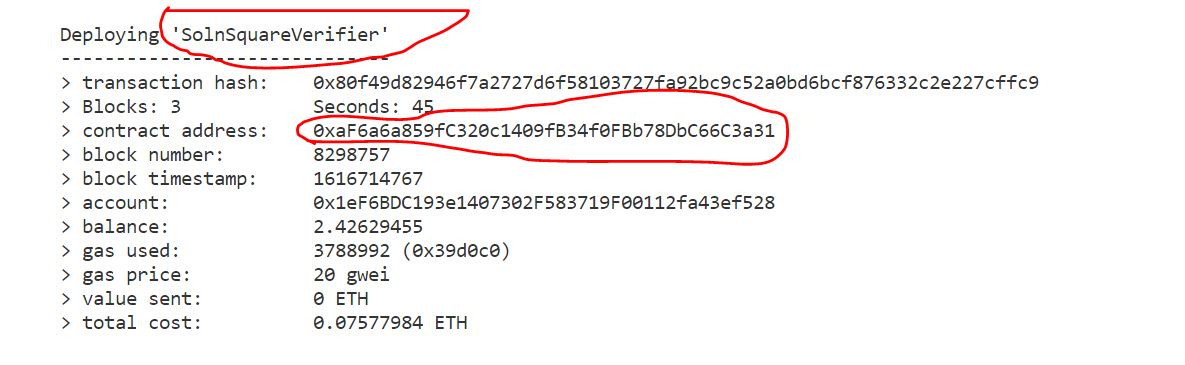 Deploying 'SolnSquareVerifier'
------------------------------
> transaction hash:    0x80f49d82946f7a2727d6f58103727fa92bc9c52a0bd6bcf876332c2e227cffc9
> Blocks: 3            Seconds: 45
> contract address:    0xaF6a6a859fC320c1409fB34f0FBb78DbC66C3a31
> block number:        8298757
> block timestamp:     1616714767
> account:             0x1eF6BDC193e1407302F583719F00112fa43ef528
> balance:             2.42629455
> gas used:            3788992 (0x39d0c0)
> gas price:           20 gwei
> value sent:          0 ETH
> total cost:          0.07577984 ETH